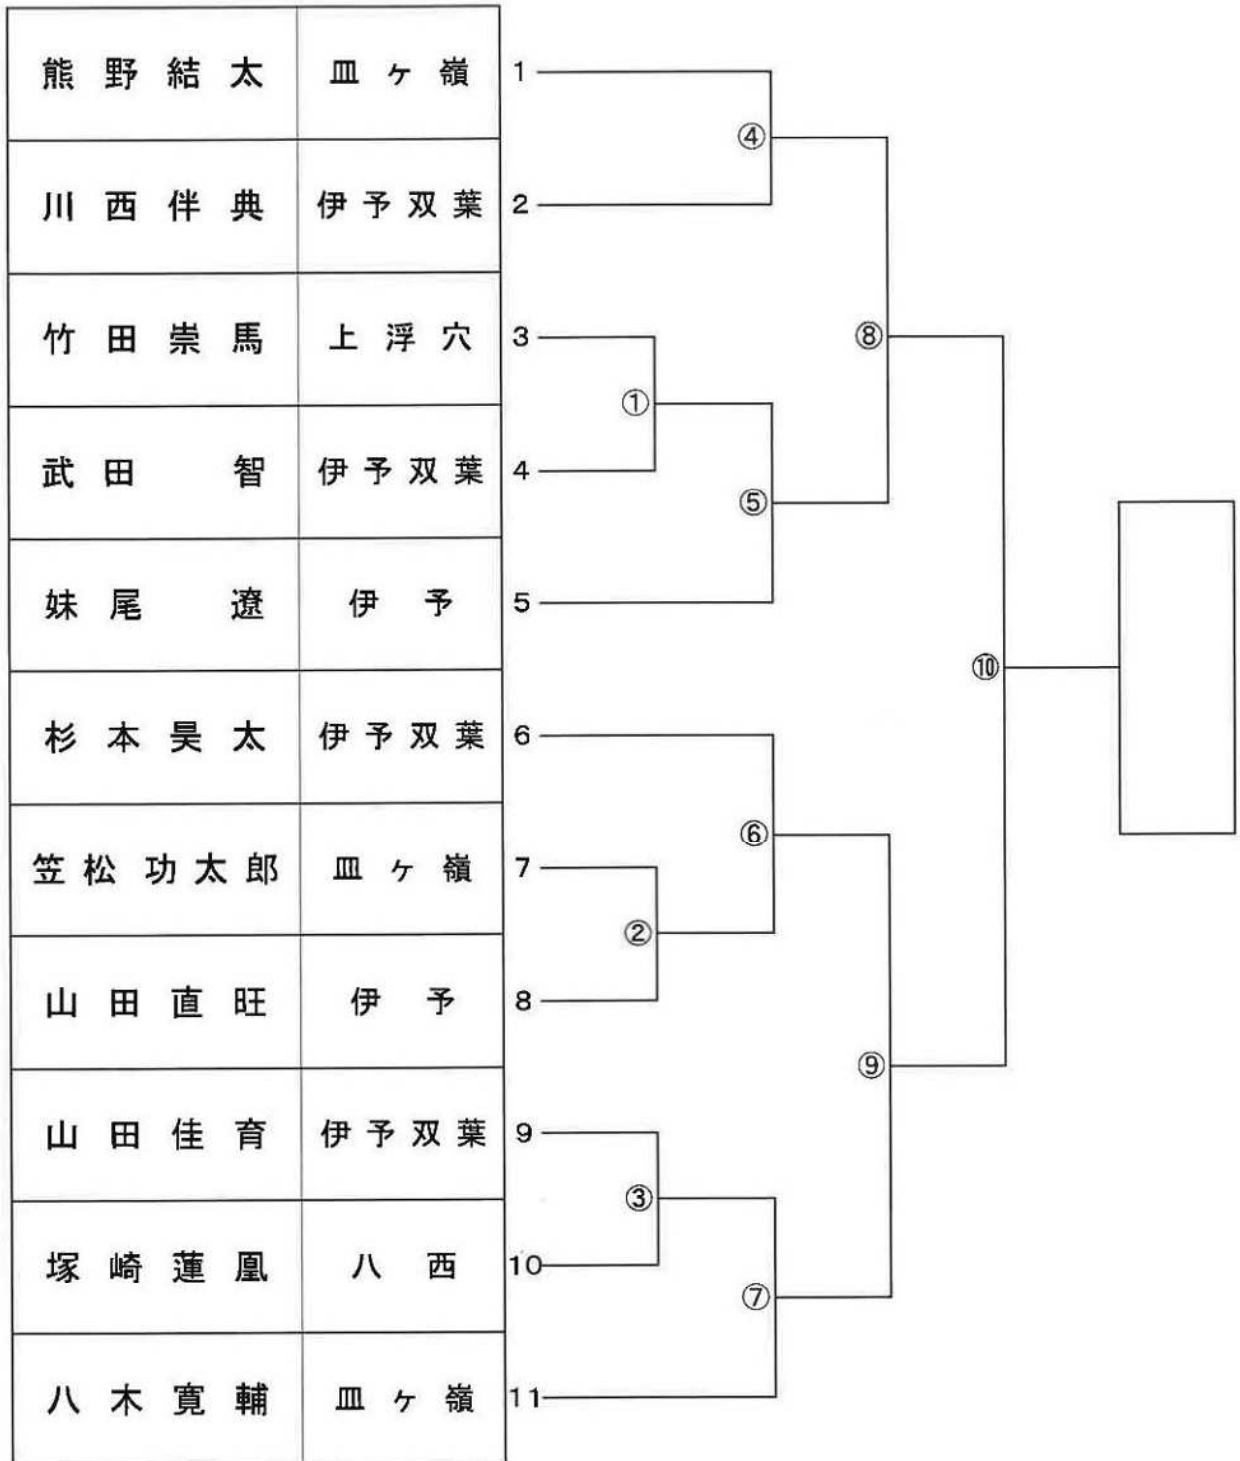 熊野結太 皿ヶ嶺 1
④
川西伴典 伊予双葉 2
竹田崇馬 上浮穴 3
⑧
①
武田 智 伊予双葉 4
⑤
妹尾 遼 伊予 5
⑩
杉本昊太 伊予双葉 6
⑥
笠松功太郎 皿ヶ嶺 7
②
山田直旺 伊予 8
⑨
山田佳育 伊予双葉 9
③
塚崎蓮凰 八西 10
⑦
八木寛輔 皿ヶ嶺 11